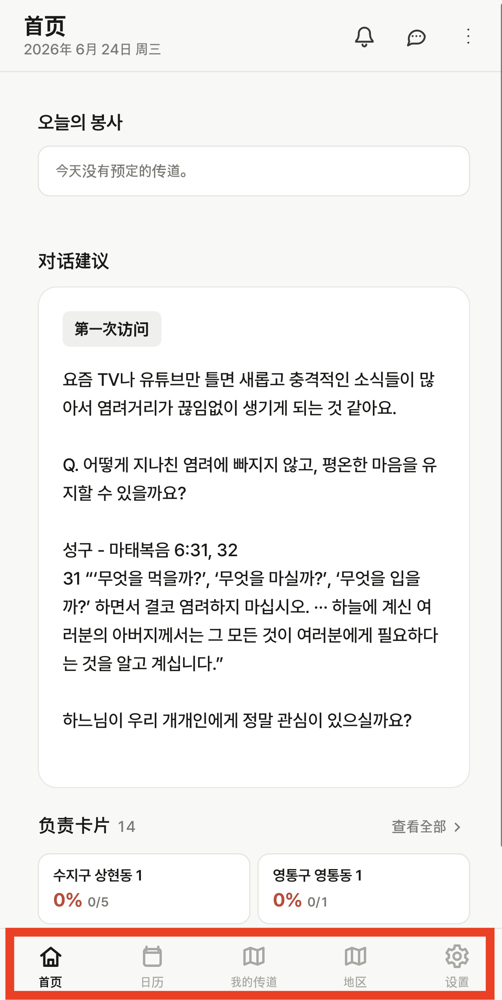 首页
2026年 6月 24日 周三
오늘의 봉사
今天没有预定的传道。
对话建议
第一次访问
요즘 TV나 유튜브만 틀면 새롭고 충격적인 소식들이 많
아서 염려거리가 끊임없이 생기게 되는 것 같아요.
Q. 어떻게 지나친 염려에 빠지지 않고, 평온한 마음을 유
지할 수 있을까요?
성구 - 마태복음 6:31, 32
31 “‘무엇을 먹을까?’, ‘무엇을 마실까?’, ‘무엇을 입을
까?’ 하면서 결코 염려하지 마십시오. … 하늘에 계신 여
러분의 아버지께서는 그 모든 것이 여러분에게 필요하다
는 것을 알고 계십니다.”
하느님이 우리 개개인에게 정말 관심이 있으실까요?
负责卡片 14
查看全部
수지구 상현동 1
0% 0/5
영통구 영통동 1
0% 0/1
首页
日历
我的传道
地区
设置